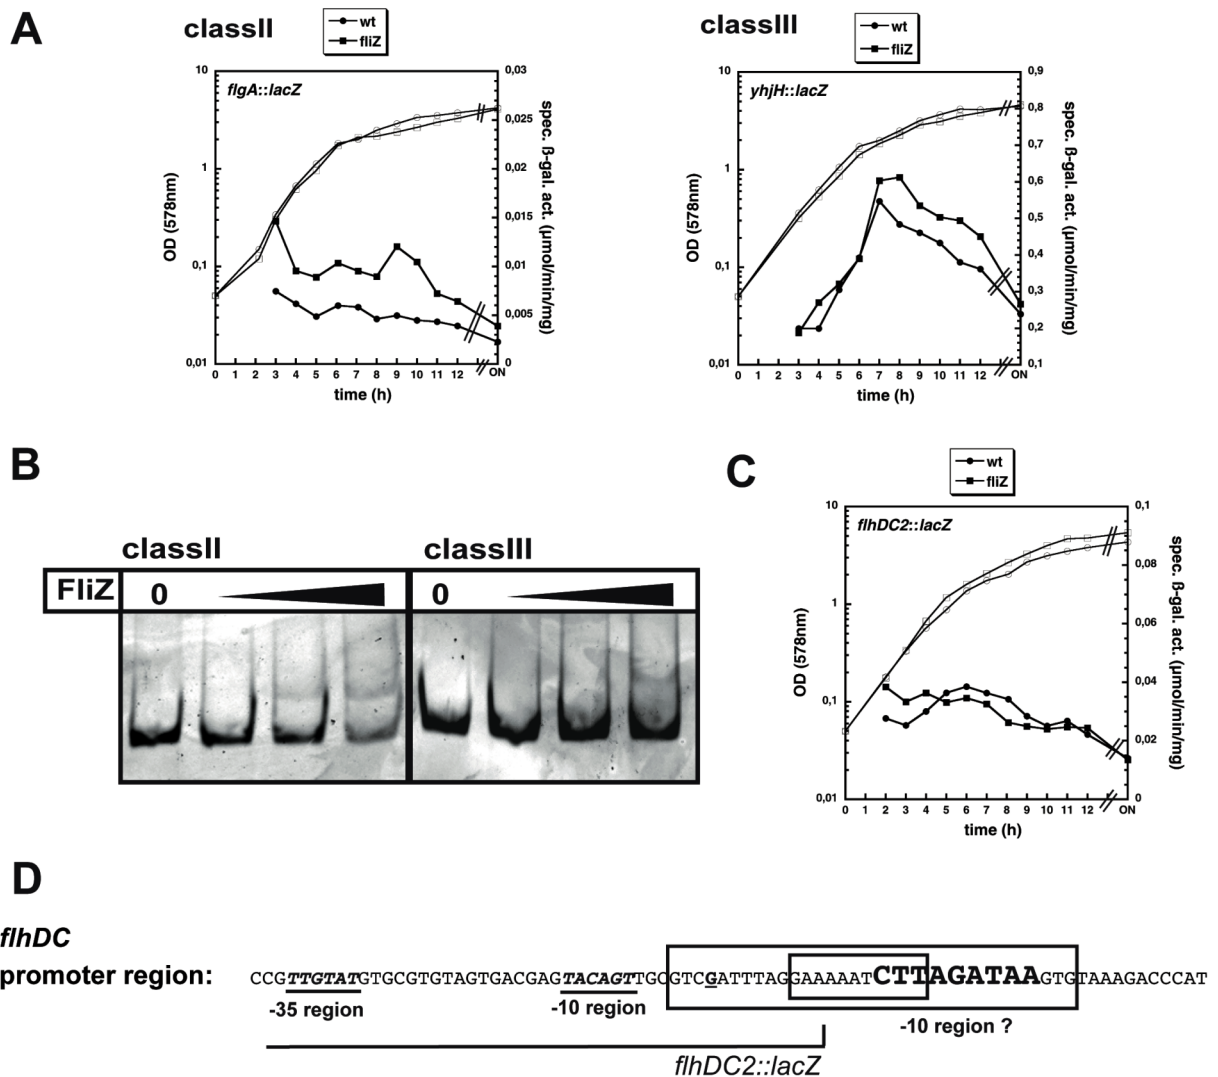 A
classII
wt
fliZ
flgA::lacZ
OD (578nm)
10
1
0,1
0,01
0,03
0,025
0,02
0,015
0,01
0,005
0
spec. ß-gal. act. (µmol/min/mg)
0 1 2 3 4 5 6 7 8 9 10 11 12 ON
time (h)
classIII
wt
fliZ
yhjH::lacZ
OD (578nm)
10
1
0,1
0,01
0,9
0,8
0,7
0,6
0,5
0,4
0,3
0,2
0,1
spec. ß-gal. act. (µmol/min/mg)
0 1 2 3 4 5 6 7 8 9 10 11 12 ON
time (h)
B
classII classIII
FliZ 0 0
C
wt
fliZ
flhDC2::lacZ
OD (578nm)
10
1
0,1
0,01
0,1
0,08
0,06
0,04
0,02
0
spec. ß-gal. act. (µmol/min/mg)
0 1 2 3 4 5 6 7 8 9 10 11 12 ON
time (h)
D
flhDC
promoter region: CCGTTGTATGTGCGTGTAGTGACGAGTACAGTTGCGTCGATTTAGGAAAAATCTTAGATAAGTGTAAAGACCCAT
-35 region -10 region -10 region ?
flhDC2::lacZ